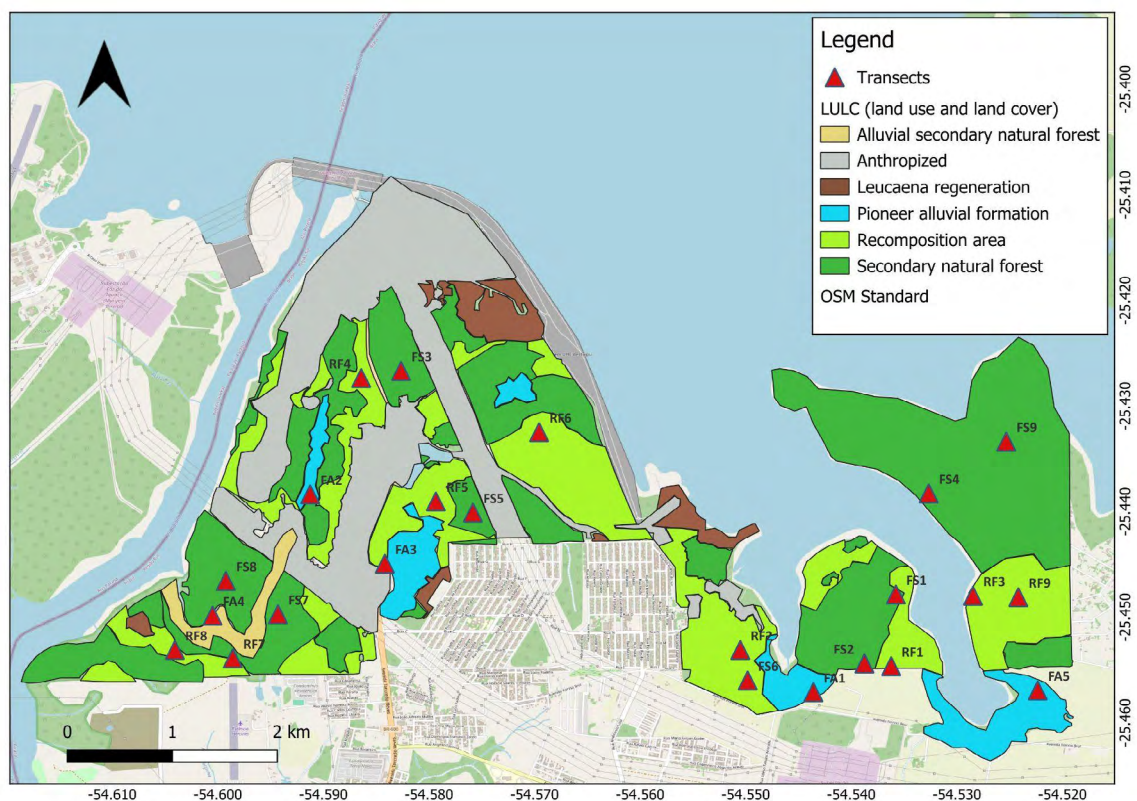 Legend
Transects
LULC (land use and land cover)
Alluvial secondary natural forest
Anthropized
Leucaena regeneration
Pioneer alluvial formation
Recomposition area
Secondary natural forest
OSM Standard
-25.400
-25.410
-25.420
-25.430
-25.440
-25.450
-25.460
RF4
FS3
RF6
FS9
FA2
RF5
FS5
FS4
FA3
FS8
FS1
RF3
RF9
FA4
FS7
RF8
RF7
RF2
FS6
FS2
RF1
FA1
FA5
0 1 2 km
-54.610 -54.600 -54.590 -54.580 -54.570 -54.560 -54.550 -54.540 -54.530 -54.520